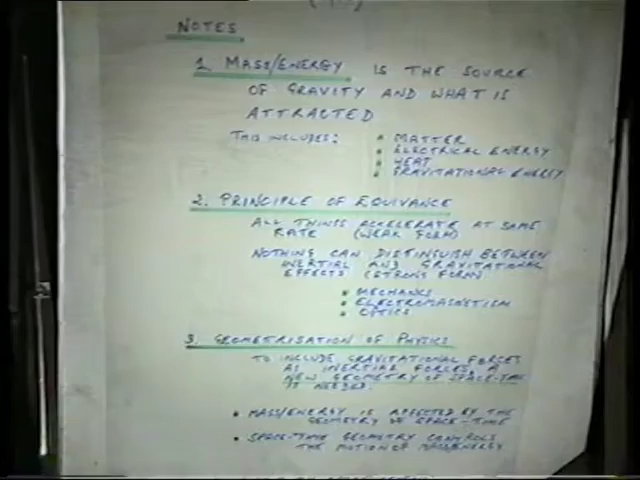 NOTES
1. MASS/ENERGY IS THE SOURCE
OF GRAVITY AND WHAT IS
ATTRACTED
THIS INCLUDES: • MATTER
• ELECTRICAL ENERGY
• HEAT
• GRAVITATIONAL ENERGY
2. PRINCIPLE OF EQUIVANCE
ALL THINGS ACCELERATE AT SAME
RATE (WEAK FORM)
NOTHING CAN DISTINGUISH BETWEEN
INERTIAL AND GRAVITATIONAL
EFFECTS (STRONG FORM)
• MECHANICS
• ELECTROMAGNETISM
• OPTICS
3. GEOMETRISATION OF PHYSICS
TO INCLUDE GRAVITATIONAL FORCES
AS INERTIAL FORCES, A
NEW GEOMETRY OF SPACE-TIME
IS NEEDED.
• MASS/ENERGY IS AFFECTED BY THE
GEOMETRY OF SPACE-TIME
• SPACE-TIME GEOMETRY CONTROLS
THE MOTION OF MASS/ENERGY